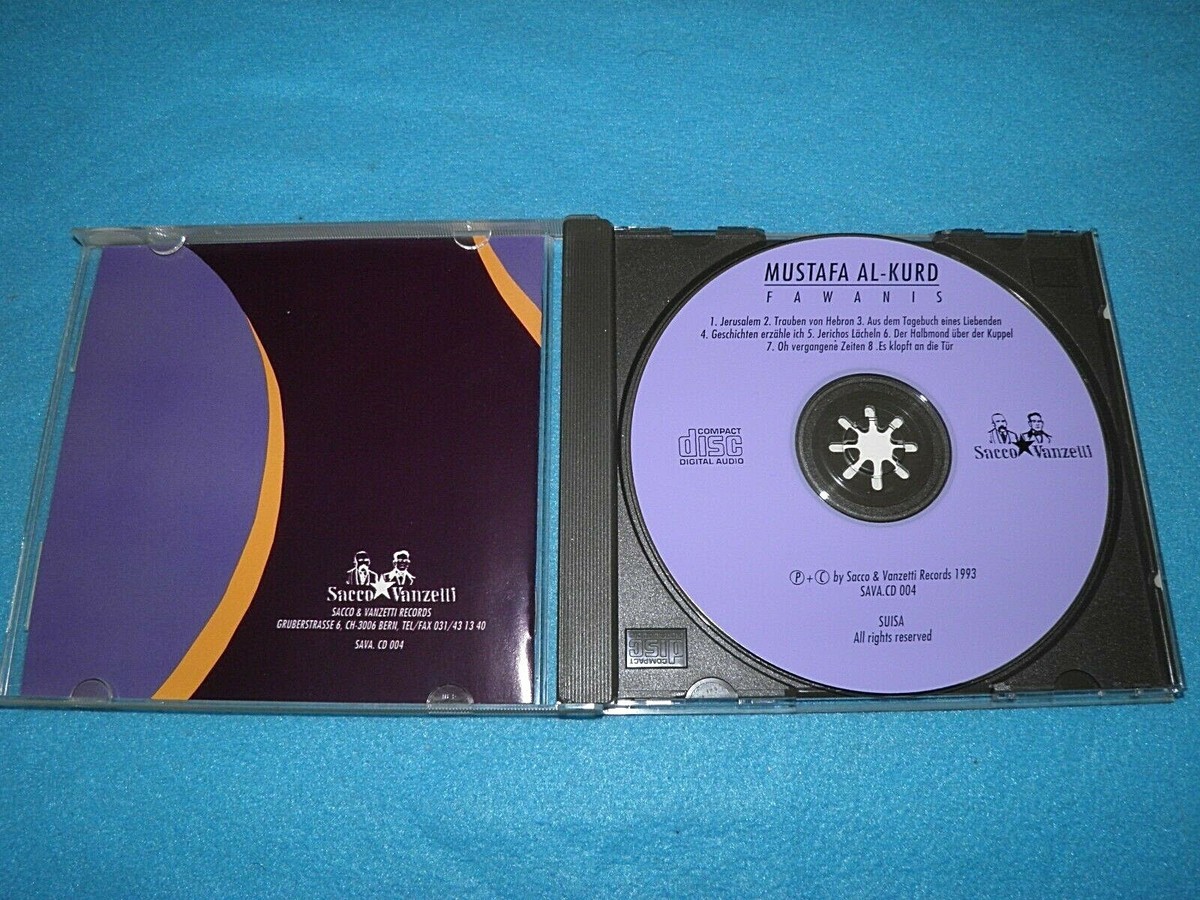 Sacco★Vanzetti
SACCO & VANZETTI RECORDS
GRUBERSTRASSE 6, CH-3006 BERN, TEL/FAX 031/43 13 40
SAVA. CD 004
MUSTAFA AL-KURD
FAWANIS
1. Jerusalem 2. Trauben von Hebron 3. Aus dem Tagebuch eines Liebenden
4. Geschichten erzähle ich 5. Jerichos Lächeln 6. Der Halbmond über der Kuppel
7. Oh vergangene Zeiten 8 .Es klopft an die Tür
COMPACT
disc
DIGITAL AUDIO
Sacco★Vanzetti
Ⓟ+Ⓒ by Sacco & Vanzetti Records 1993
SAVA.CD 004
SUISA
All rights reserved
COMPACT
disc